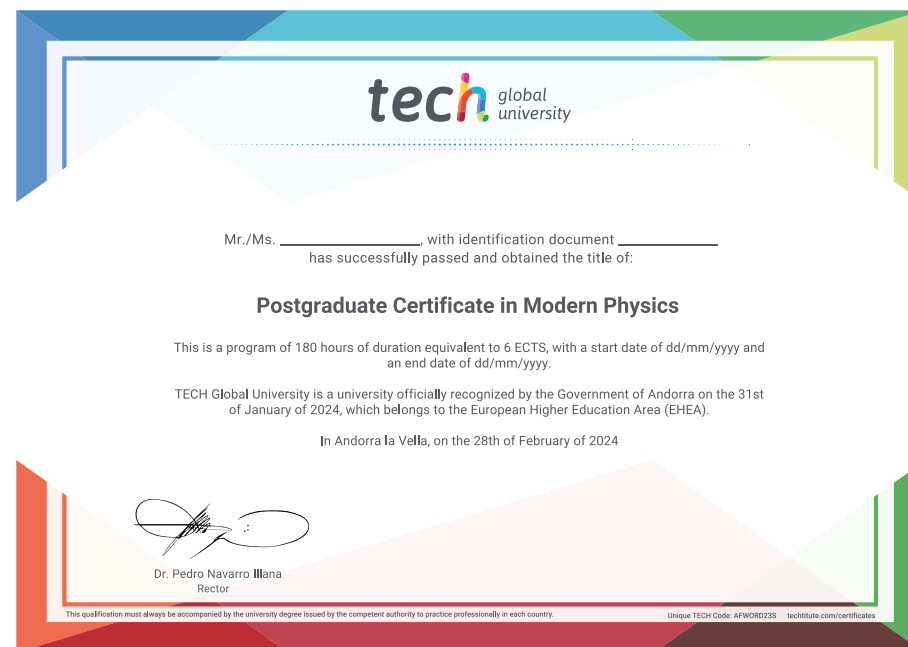 tech global university
Mr./Ms. ____________, with identification document ____________
has successfully passed and obtained the title of:
Postgraduate Certificate in Modern Physics
This is a program of 180 hours of duration equivalent to 6 ECTS, with a start date of dd/mm/yyyy and
an end date of dd/mm/yyyy.
TECH Global University is a university officially recognized by the Government of Andorra on the 31st
of January of 2024, which belongs to the European Higher Education Area (EHEA).
In Andorra la Vella, on the 28th of February of 2024
Dr. Pedro Navarro Illana
Rector
This qualification must always be accompanied by the university degree issued by the competent authority to practice professionally in each country.
Unique TECH Code: AFWORD23S techtitute.com/certificates